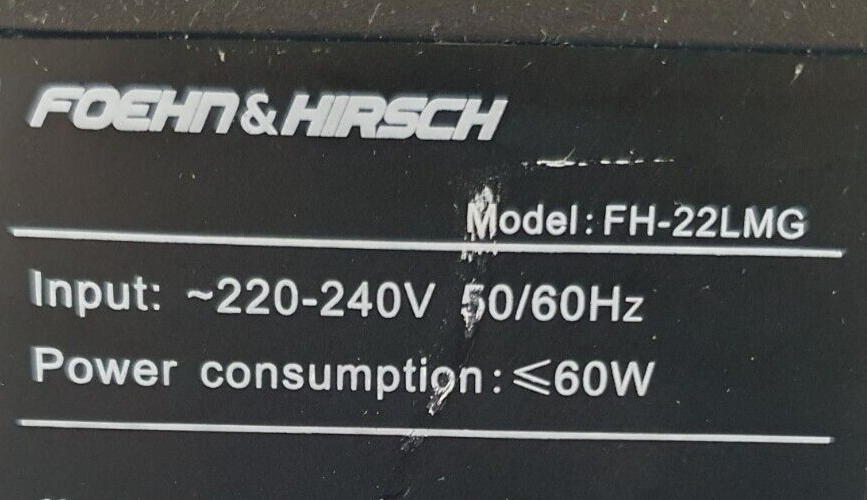 FOEHN&HIRSCH
Model: FH-22LMG
Input: ~220-240V 50/60Hz
Power consumption: ≤60W